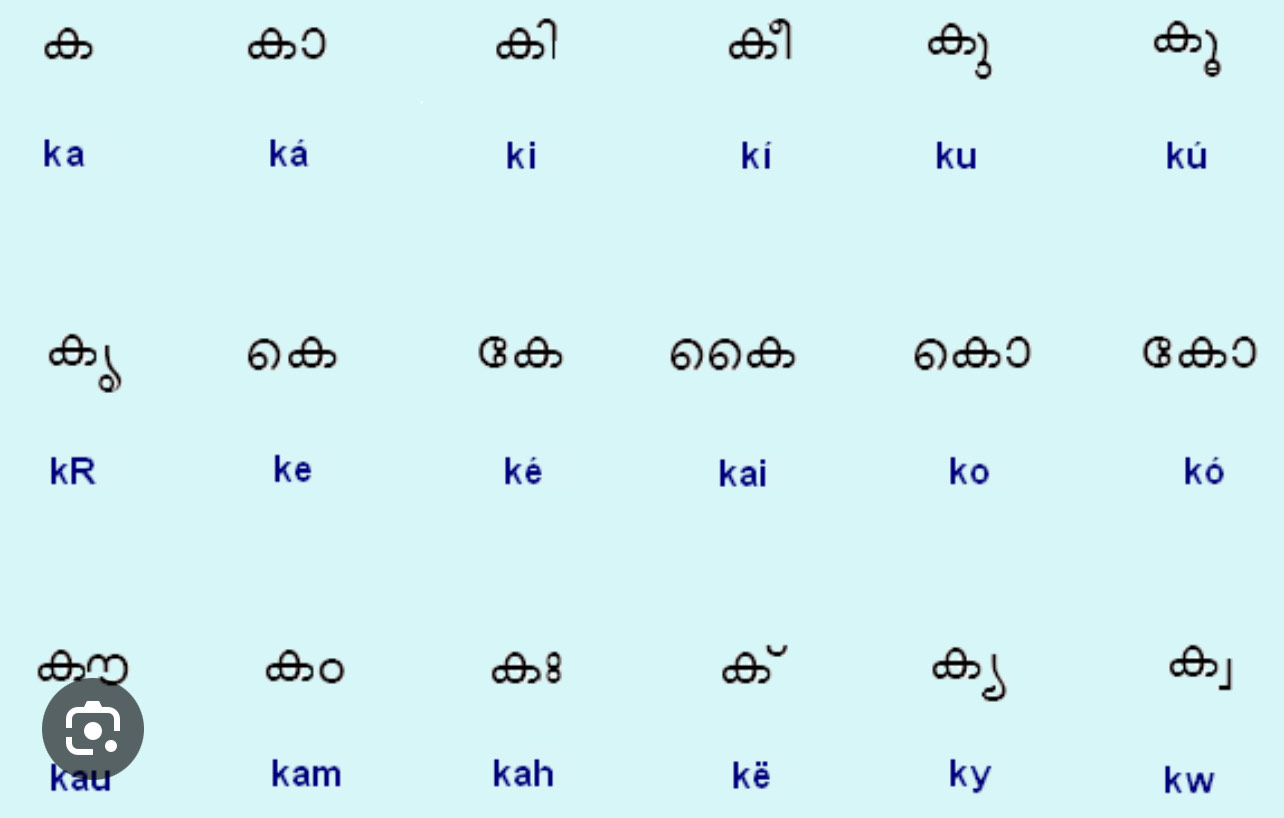 ക കാ കി കീ കു കൂ
ka ká ki kí ku kú
കൃ കെ കേ കൈ കൊ കോ
kR ke ké kai ko kó
കൗ കം കഃ ക് ക്യ ക്വ
kau kam kah kë ky kw